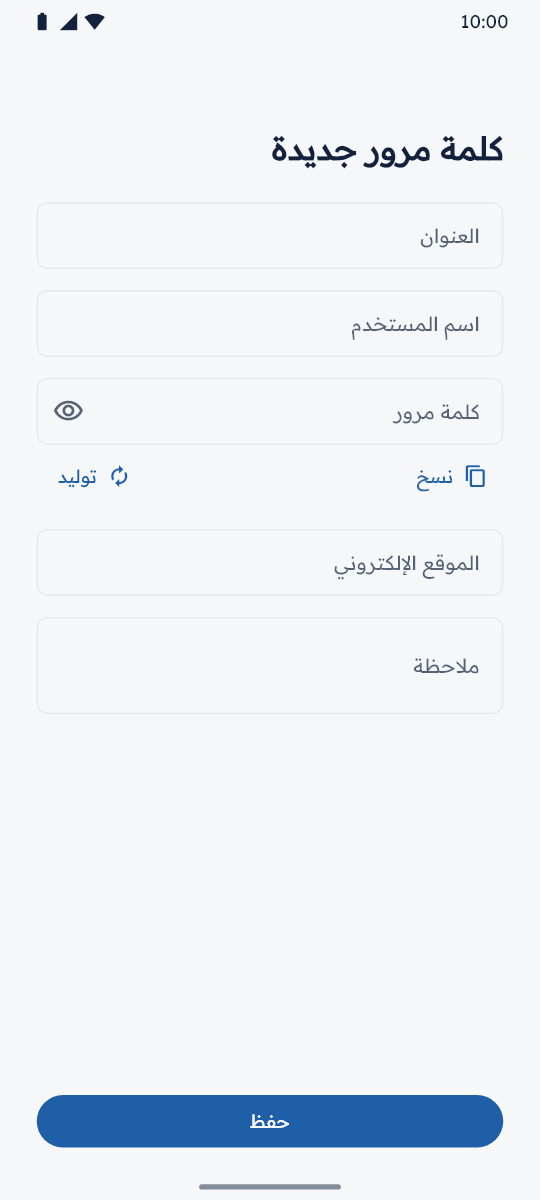 10:00
كلمة مرور جديدة
العنوان
اسم المستخدم
كلمة مرور
نسخ
توليد
الموقع الإلكتروني
ملاحظة
حفظ